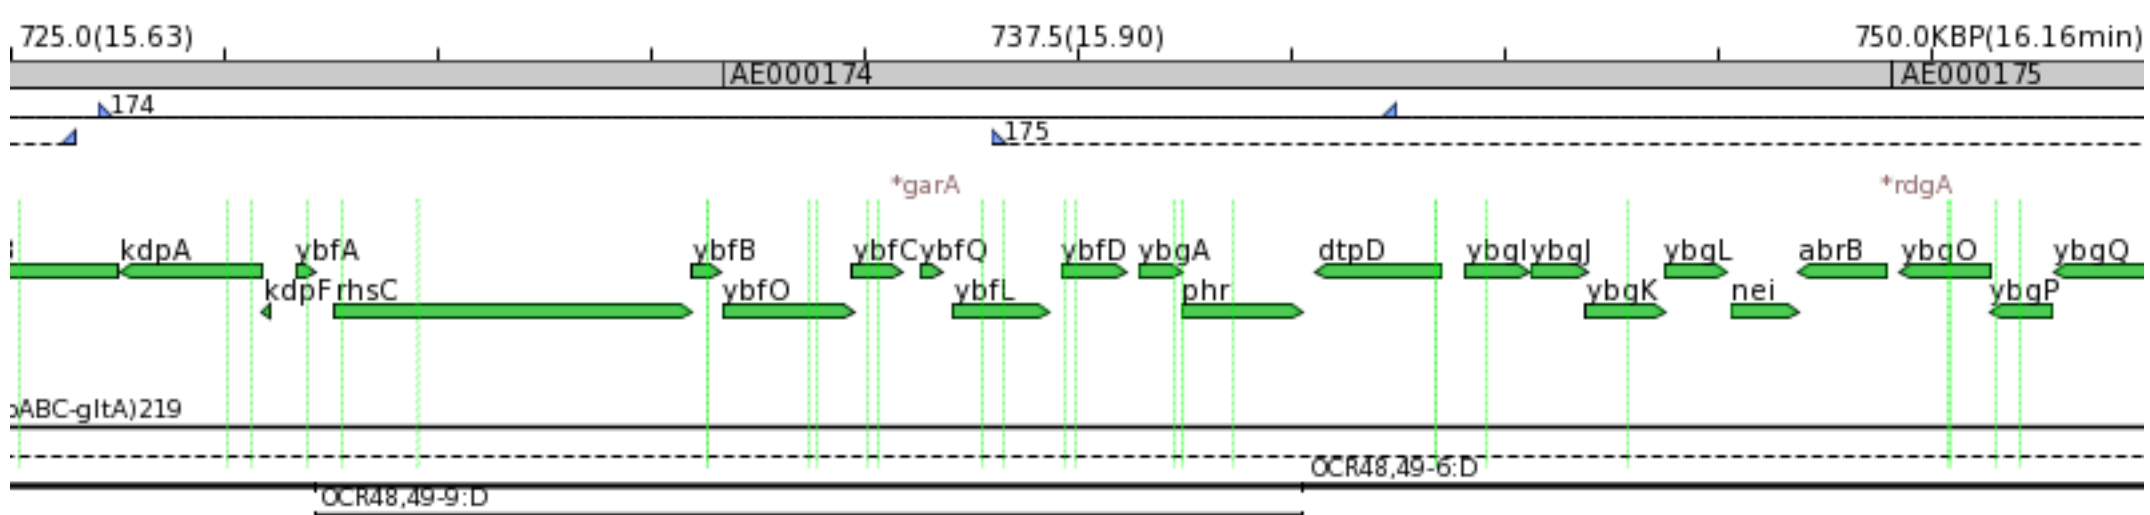 725.0(15.63) 737.5(15.90) 750.0KBP(16.16min)
AE000174 AE000175
174
175
*garA *rdgA
kdpA ybfA ybfB ybfC ybfQ ybfD ybgA dtpD ybgI ybgJ ybgL abrB ybgO ybgQ
kdpF rhsC ybfO ybfL phr ybgK nei ybgP
ABC-gltA)219
OCR48,49-6:D
OCR48,49-9:D